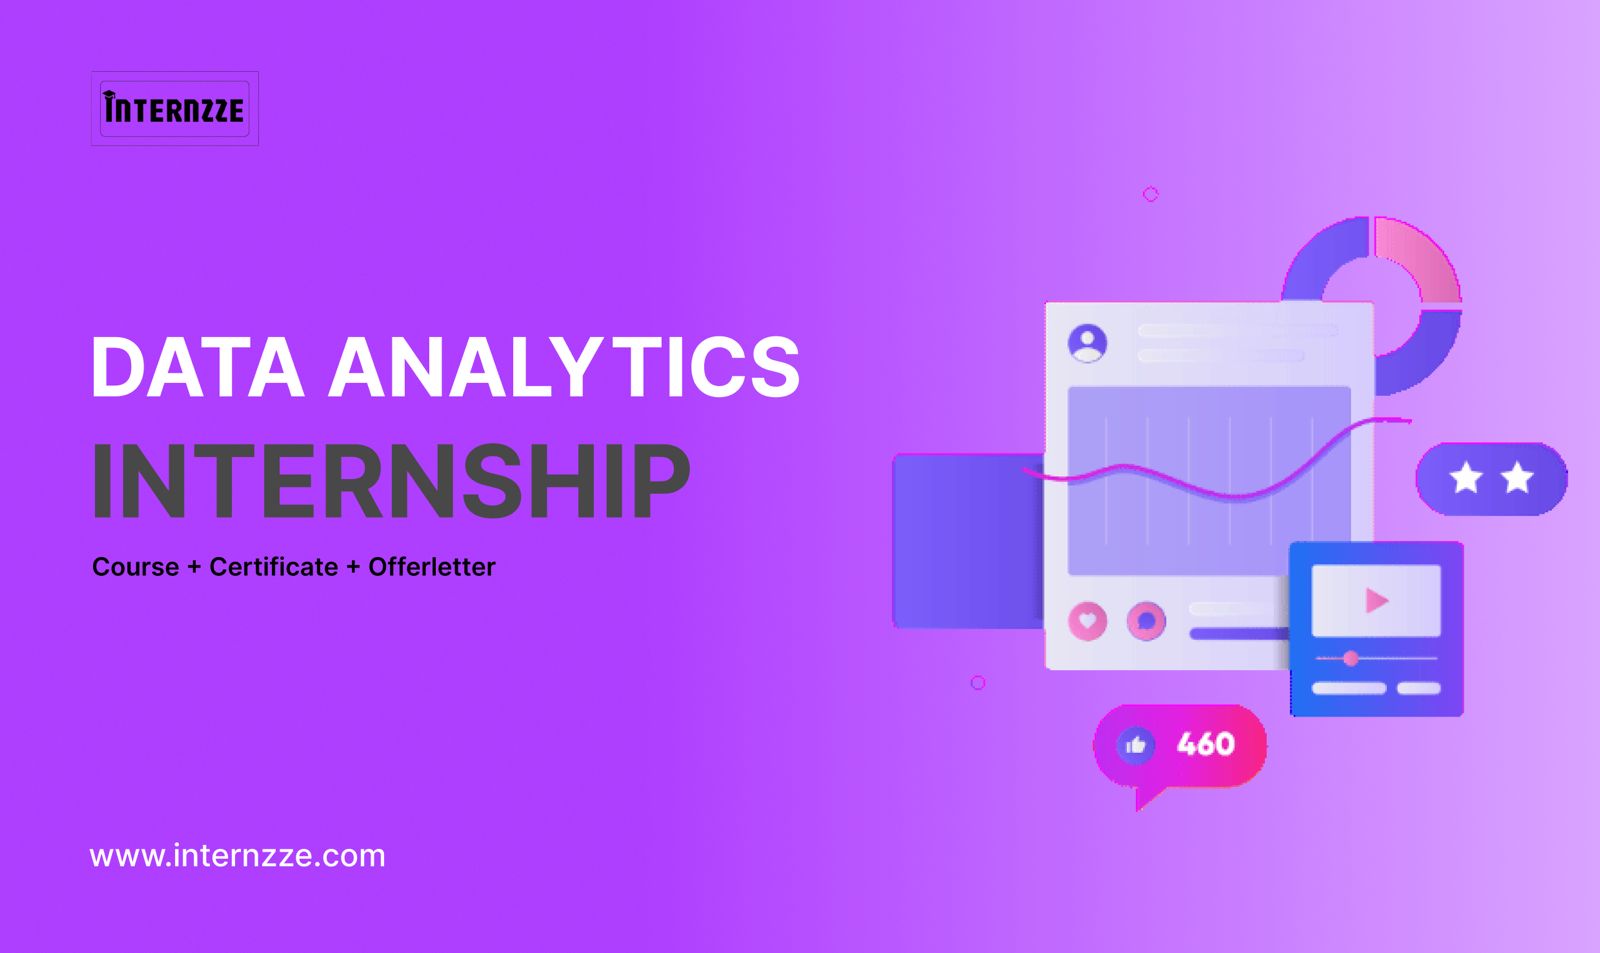 INTERNZZE
DATA ANALYTICS
INTERNSHIP
Course + Certificate + Offerletter
460
www.internzze.com